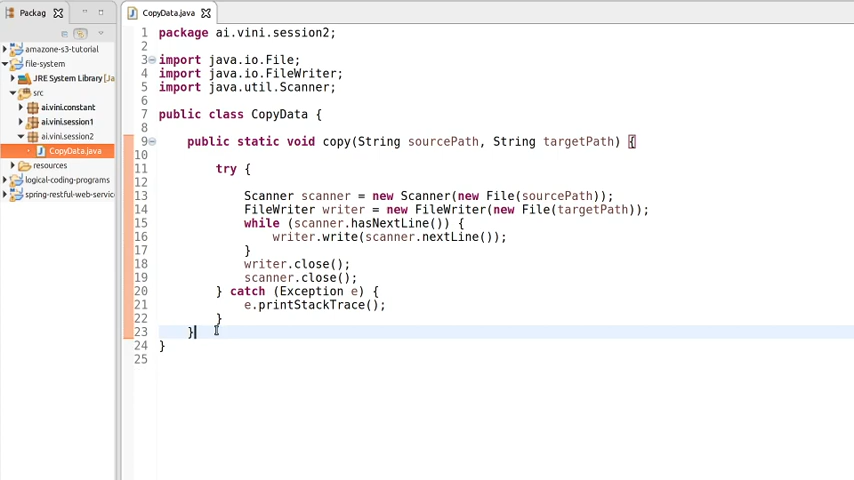 Packag
CopyData.java
amazone-s3-tutorial
file-system
JRE System Library [Ja
src
ai.vini.constant
ai.vini.session1
ai.vini.session2
CopyData.java
resources
logical-coding-programs
spring-restful-web-servic
1 package ai.vini.session2;
2
3 import java.io.File;
4 import java.io.FileWriter;
5 import java.util.Scanner;
6
7 public class CopyData {
8
9 public static void copy(String sourcePath, String targetPath) {
10
11 try {
12
13 Scanner scanner = new Scanner(new File(sourcePath));
14 FileWriter writer = new FileWriter(new File(targetPath));
15 while (scanner.hasNextLine()) {
16 writer.write(scanner.nextLine());
17 }
18 writer.close();
19 scanner.close();
20 } catch (Exception e) {
21 e.printStackTrace();
22 }
23 }
24 }
25